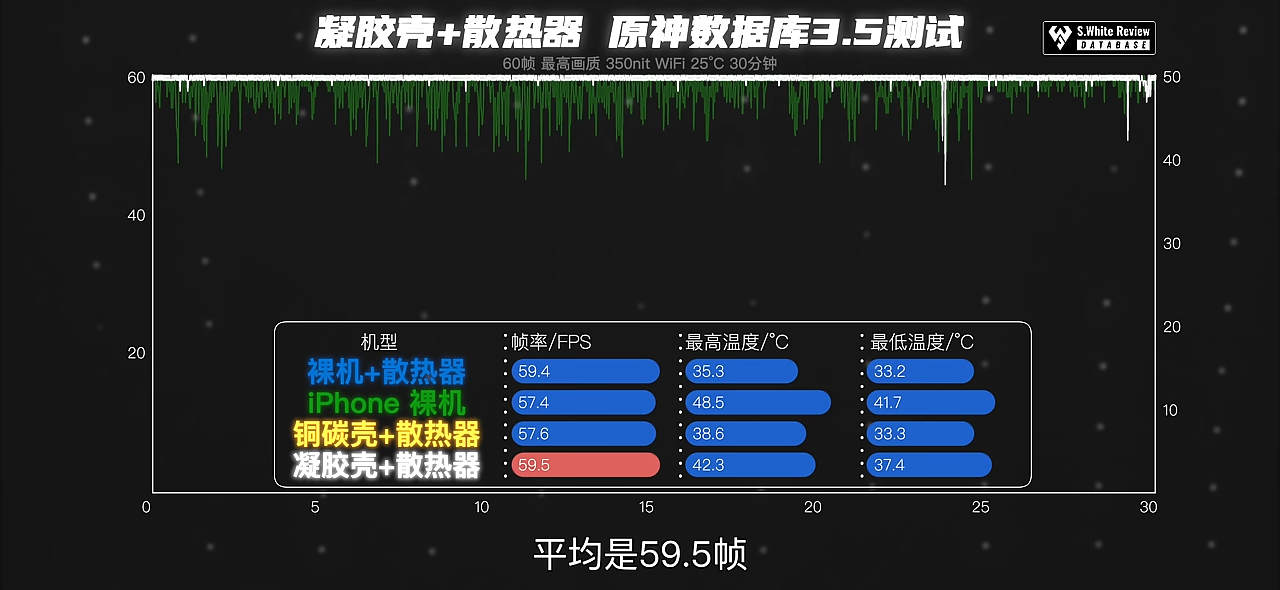 凝胶壳+散热器 原神数据库3.5测试
S.White Review
DATABASE
60帧 最高画质 350nit WiFi 25°C 30分钟
60
50
40
40
30
20
20
10
机型 帧率/FPS 最高温度/°C 最低温度/°C
裸机+散热器 59.4 35.3 33.2
iPhone 裸机 57.4 48.5 41.7
铜碳壳+散热器 57.6 38.6 33.3
凝胶壳+散热器 59.5 42.3 37.4
0 5 10 15 20 25 30
平均是59.5帧